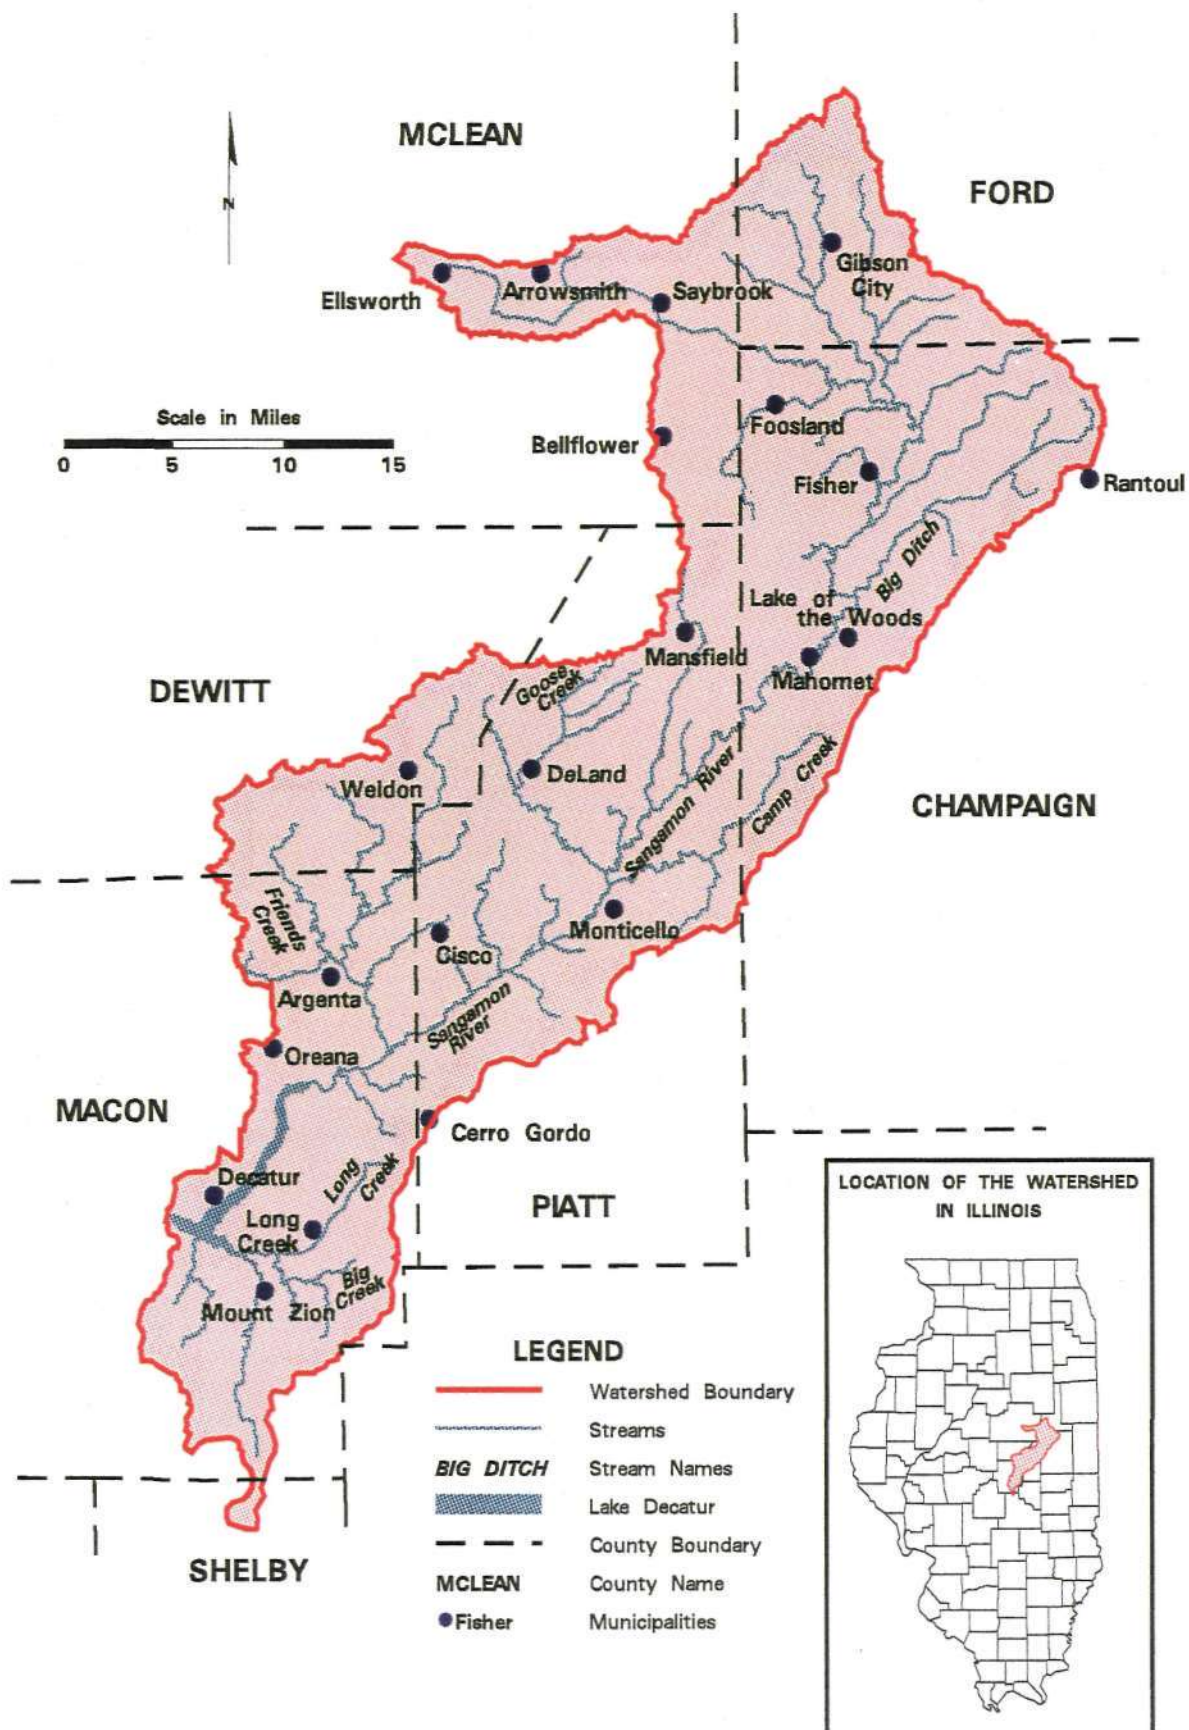 MCLEAN
FORD
N
Gibson
City
Ellsworth
Arrowsmith
Saybrook
Scale in Miles
0 5 10 15
Foosland
Bellflower
Fisher
Rantoul
Big Ditch
Lake of
the Woods
Mansfield
Mahomet
Goose
Creek
DEWITT
Weldon
DeLand
Sangamon River
Camp Creek
CHAMPAIGN
Friends
Creek
Monticello
Cisco
Argenta
Sangamon
River
Oreana
MACON
Cerro Gordo
Decatur
Long
Creek
PIATT
Long
Creek
Big
Creek
Mount Zion
SHELBY
LEGEND
Watershed Boundary
Streams
BIG DITCH Stream Names
Lake Decatur
County Boundary
MCLEAN County Name
Fisher Municipalities
LOCATION OF THE WATERSHED
IN ILLINOIS